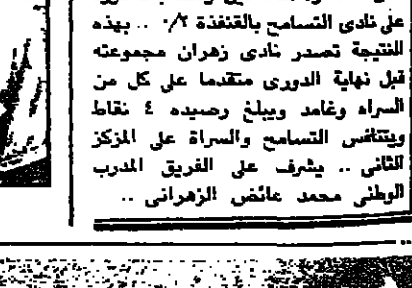 على نادى التسامح بالقنفذة ٠/٢ .. بهذه
النتيجة تصدر نادى زهران مجموعته
قبل نهاية الدورى متقدما على كل من
السراه وغامد ويبلغ رصيده ٤ نقاط
ويتنافس التسامح والسراة على المركز
الثانى .. يشرف على الفريق المدرب
الوطنى محمد عائض الزهرانى ..